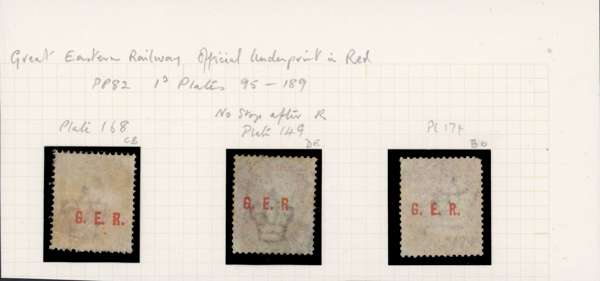 Great Eastern Railway Official Underprint in Red
PP82 1d Plates 95 - 189
Plate 168
CB
No Stop after R
Plate 149
DE
Pl 174
G. E. R.
G. E. R
G. E. R.